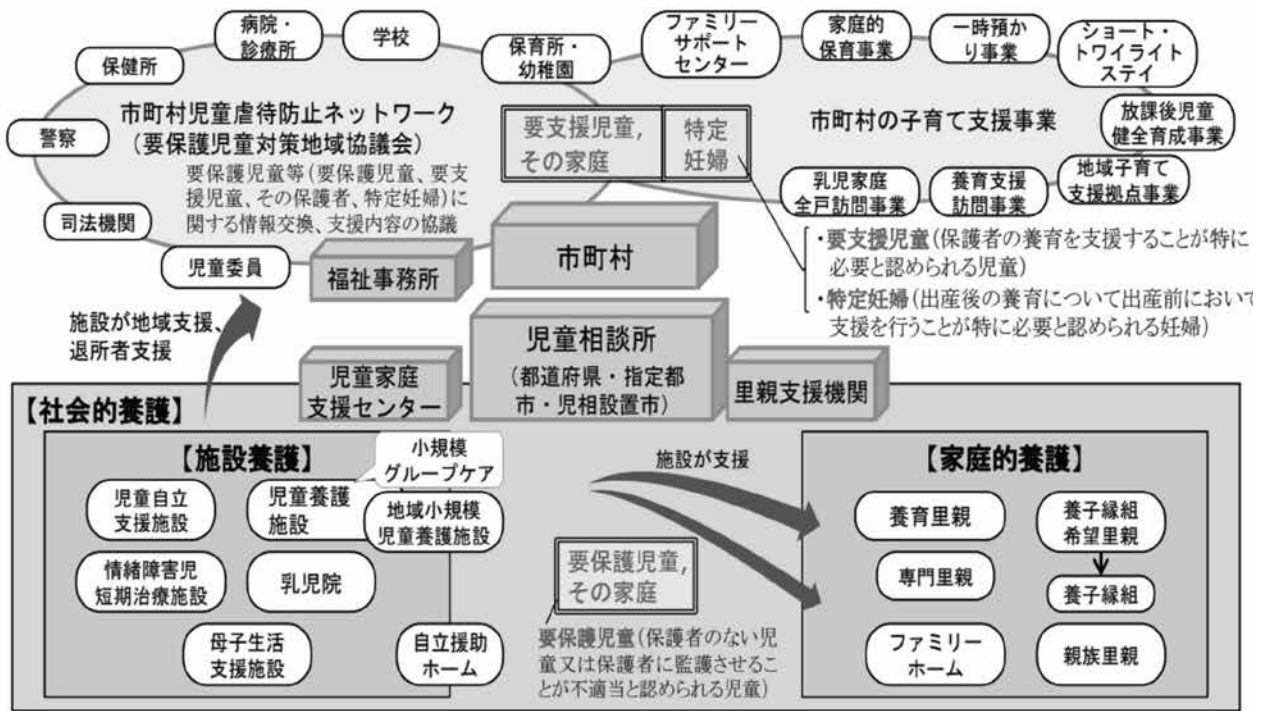 病院・
診療所
学校
保健所
保育所・
幼稚園
ファミリー
サポート
センター
家庭的
保育事業
一時預か
り事業
ショート・
トワイライト
ステイ
警察
市町村児童虐待防止ネットワーク
(要保護児童対策地域協議会)
要保護児童等(要保護児童、要支
援児童、その保護者、特定妊婦)に
関する情報交換、支援内容の協議
要支援児童,
その家庭
特定
妊婦
市町村の子育て支援事業
放課後児童
健全育成事業
地域子育て
支援拠点事業
乳児家庭
全戸訪問事業
養育支援
訪問事業
司法機関
児童委員
福祉事務所
市町村
・要支援児童(保護者の養育を支援することが特に
必要と認められる児童)
・特定妊婦(出産後の養育について出産前において
支援を行うことが特に必要と認められる妊婦)
施設が地域支援、
退所者支援
児童家庭
支援センター
児童相談所
(都道府県・指定都
市・児相設置市)
里親支援機関
【社会的養護】
【施設養護】
小規模
グループケア
児童自立
支援施設
児童養護
施設
地域小規模
児童養護施設
情緒障害児
短期治療施設
乳児院
母子生活
支援施設
自立援助
ホーム
施設が支援
要保護児童,
その家庭
要保護児童(保護者のない児
童又は保護者に監護させるこ
とが不適当と認められる児童)
【家庭的養護】
養育里親
養子縁組
希望里親
専門里親
養子縁組
ファミリー
ホーム
親族里親